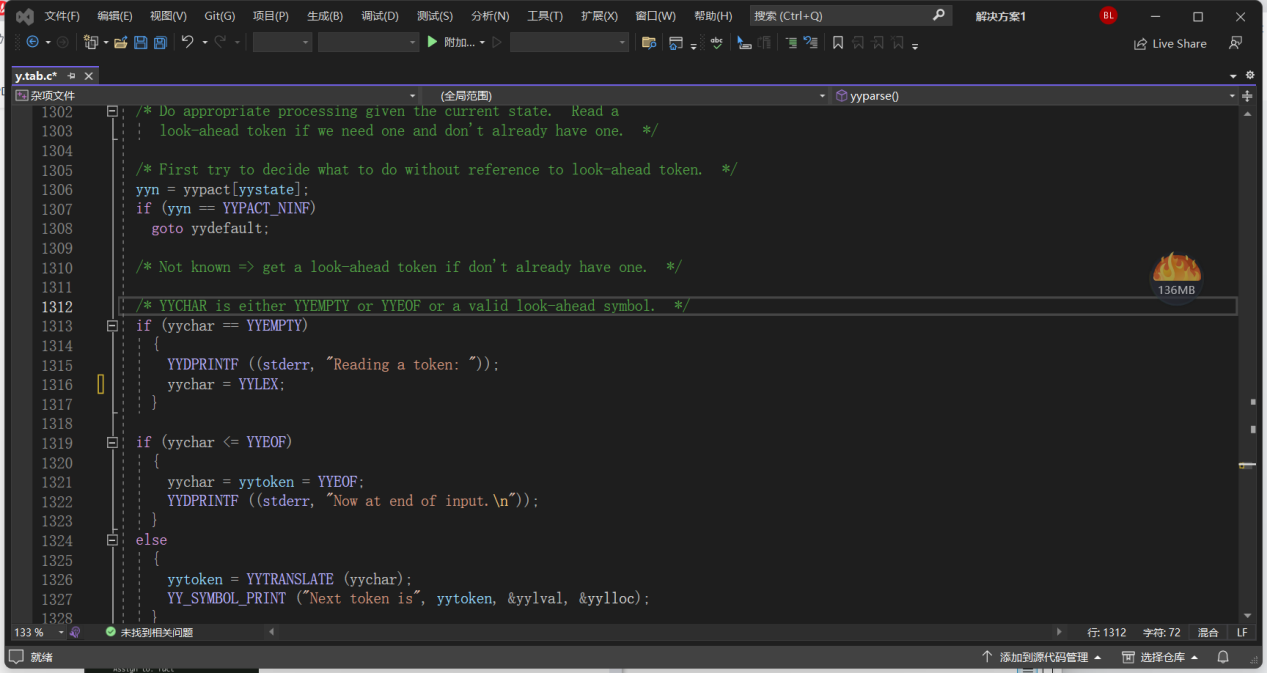 文件(F) 编辑(E) 视图(V) Git(G) 项目(P) 生成(B) 调试(D) 测试(S) 分析(N) 工具(T) 扩展(X) 窗口(W) 帮助(H) 搜索 (Ctrl+Q) 解决方案1 BL
附加... Live Share
y.tab.c*
杂项文件 (全局范围) yyparse()
1302 /* Do appropriate processing given the current state.  Read a
1303 look-ahead token if we need one and don't already have one.  */
1304
1305 /* First try to decide what to do without reference to look-ahead token.  */
1306 yyn = yypact[yystate];
1307 if (yyn == YYPACT_NINF)
1308 goto yydefault;
1309
1310 /* Not known => get a look-ahead token if don't already have one.  */
1311
1312 /* YYCHAR is either YYEMPTY or YYEOF or a valid look-ahead symbol.  */
1313 if (yychar == YYEMPTY)
1314 {
1315 YYDPRINTF ((stderr, "Reading a token: "));
1316 yychar = YYLEX;
1317 }
1318
1319 if (yychar <= YYEOF)
1320 {
1321 yychar = yytoken = YYEOF;
1322 YYDPRINTF ((stderr, "Now at end of input.\n"));
1323 }
1324 else
1325 {
1326 yytoken = YYTRANSLATE (yychar);
1327 YY_SYMBOL_PRINT ("Next token is", yytoken, &yylval, &yylloc);
1328 }
136MB
133 % 未找到相关问题 行: 1312 字符: 72 混合 LF
就绪 添加到源代码管理 选择仓库